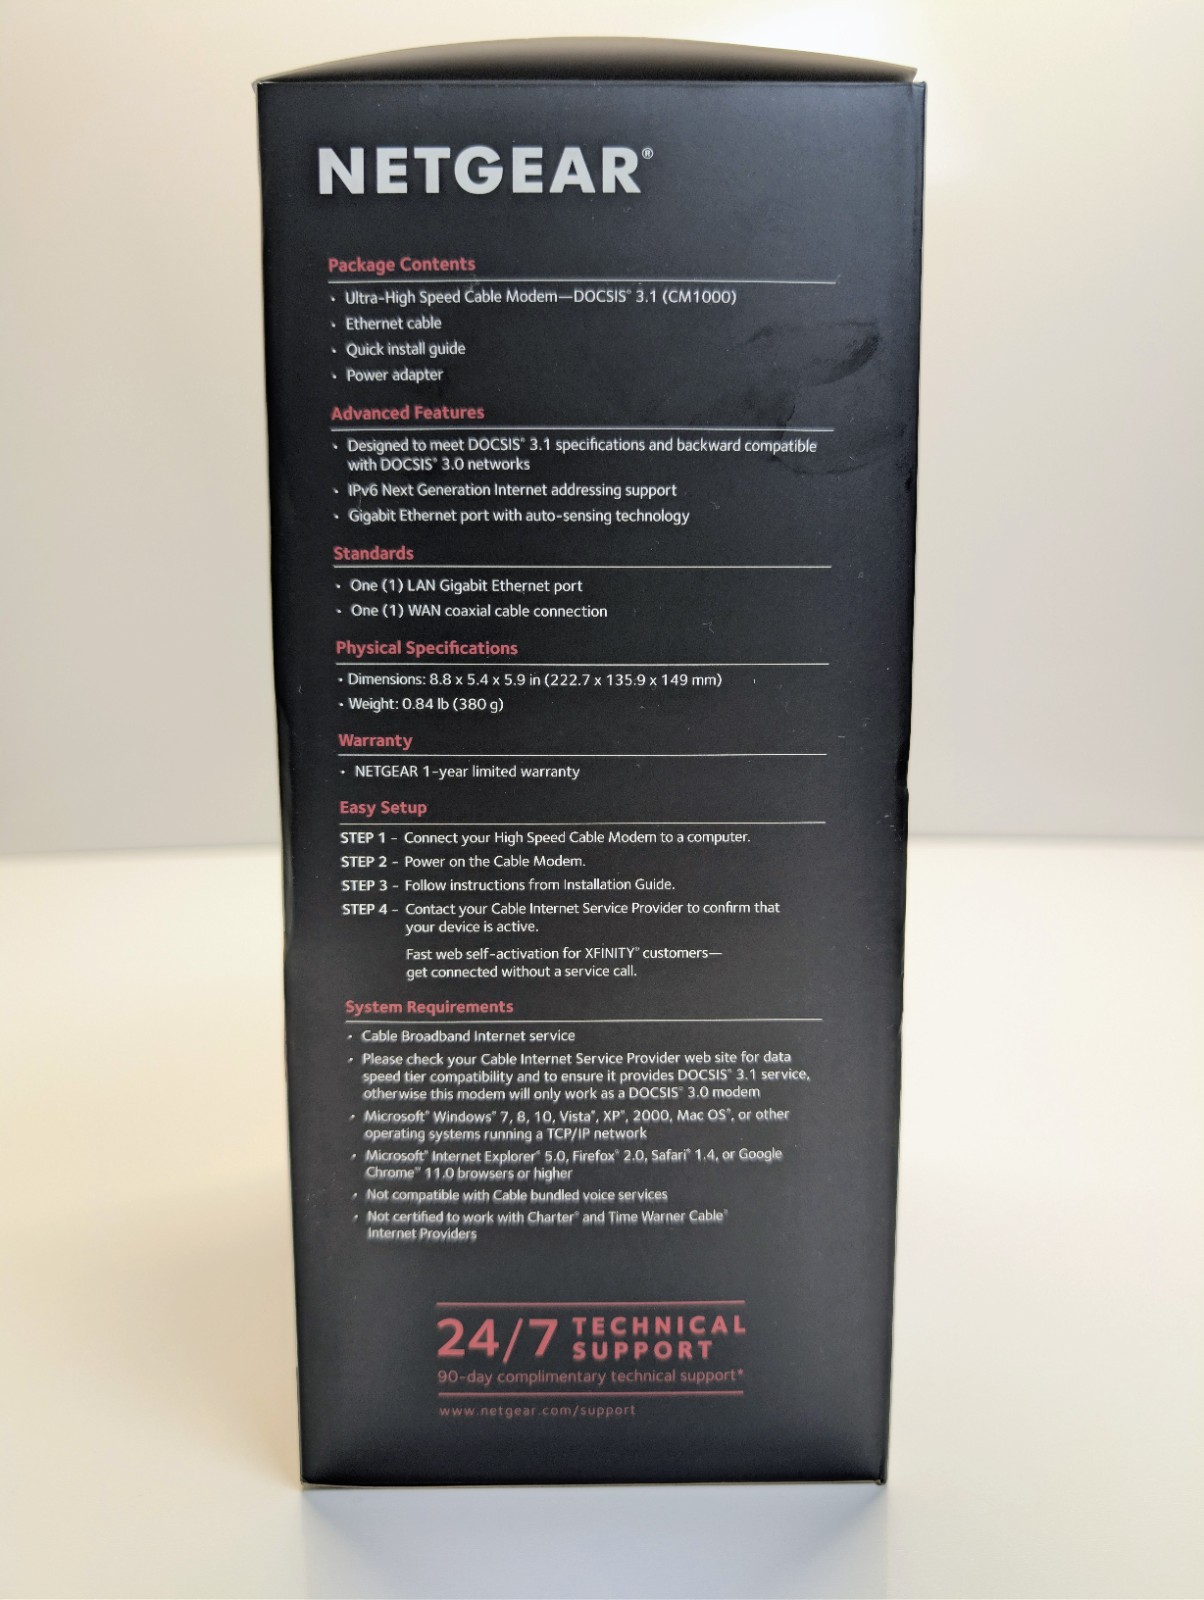 NETGEAR®
Package Contents
• Ultra-High Speed Cable Modem—DOCSIS® 3.1 (CM1000)
• Ethernet cable
• Quick install guide
• Power adapter
Advanced Features
• Designed to meet DOCSIS® 3.1 specifications and backward compatible
with DOCSIS® 3.0 networks
• IPv6 Next Generation Internet addressing support
• Gigabit Ethernet port with auto-sensing technology
Standards
• One (1) LAN Gigabit Ethernet port
• One (1) WAN coaxial cable connection
Physical Specifications
• Dimensions: 8.8 x 5.4 x 5.9 in (222.7 x 135.9 x 149 mm)
• Weight: 0.84 lb (380 g)
Warranty
• NETGEAR 1-year limited warranty
Easy Setup
STEP 1 - Connect your High Speed Cable Modem to a computer.
STEP 2 - Power on the Cable Modem.
STEP 3 - Follow instructions from Installation Guide.
STEP 4 - Contact your Cable Internet Service Provider to confirm that
your device is active.
Fast web self-activation for XFINITY® customers—
get connected without a service call.
System Requirements
• Cable Broadband Internet service
• Please check your Cable Internet Service Provider web site for data
speed tier compatibility and to ensure it provides DOCSIS® 3.1 service,
otherwise this modem will only work as a DOCSIS® 3.0 modem
• Microsoft® Windows® 7, 8, 10, Vista®, XP®, 2000, Mac OS®, or other
operating systems running a TCP/IP network
• Microsoft® Internet Explorer® 5.0, Firefox® 2.0, Safari® 1.4, or Google
Chrome™ 11.0 browsers or higher
• Not compatible with Cable bundled voice services
• Not certified to work with Charter® and Time Warner Cable®
Internet Providers
24/7 TECHNICAL
SUPPORT
90-day complimentary technical support*
www.netgear.com/support